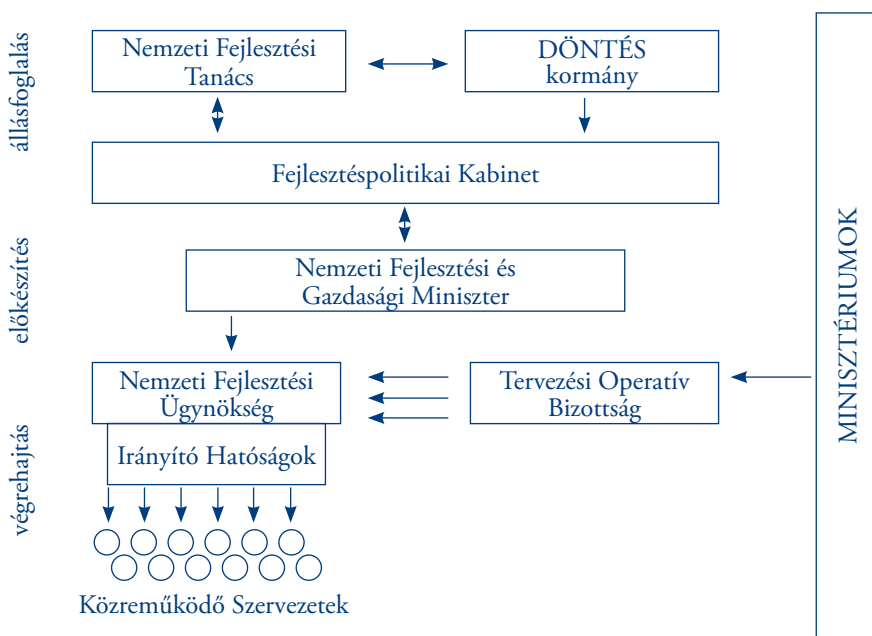 állásfoglalás
Nemzeti Fejlesztési
Tanács
DÖNTÉS
kormány
Fejlesztéspolitikai Kabinet
előkészítés
Nemzeti Fejlesztési és
Gazdasági Miniszter
végrehajtás
Nemzeti Fejlesztési
Ügynökség
Tervezési Operatív
Bizottság
Irányító Hatóságok
Közreműködő Szervezetek
MINISZTÉRIUMOK